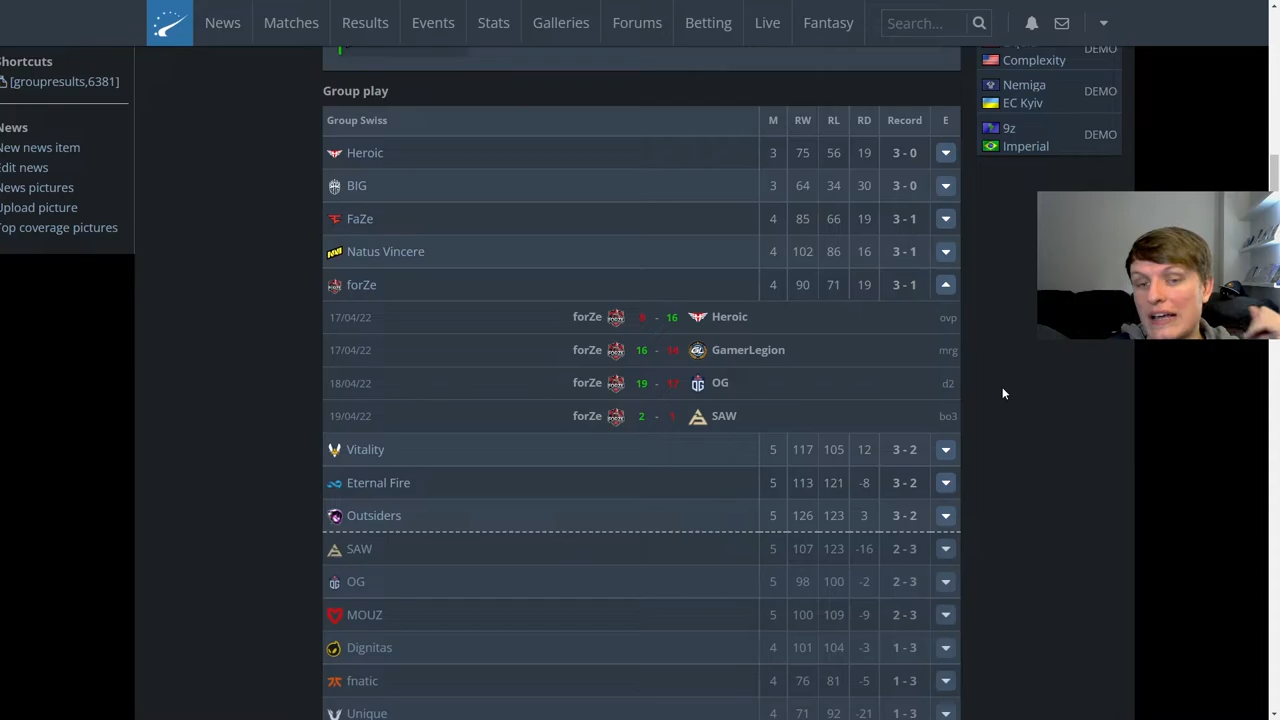 News Matches Results Events Stats Galleries Forums Betting Live Fantasy Search...
Shortcuts
[groupresults,6381]
News
New news item
Edit news
News pictures
Upload picture
Top coverage pictures
Complexity
DEMO
Nemiga
EC Kyiv
DEMO
9z
Imperial
DEMO
Group play
Group Swiss M RW RL RD Record E
Heroic 3 75 56 19 3 - 0
BIG 3 64 34 30 3 - 0
FaZe 4 85 66 19 3 - 1
Natus Vincere 4 102 86 16 3 - 1
forZe 4 90 71 19 3 - 1
17/04/22 forZe - 16 Heroic ovp
17/04/22 forZe 16 - 14 GamerLegion mrg
18/04/22 forZe 19 - 17 OG d2
19/04/22 forZe 2 - 1 SAW bo3
Vitality 5 117 105 12 3 - 2
Eternal Fire 5 113 121 -8 3 - 2
Outsiders 5 126 123 3 3 - 2
SAW 5 107 123 -16 2 - 3
OG 5 98 100 -2 2 - 3
MOUZ 5 100 109 -9 2 - 3
Dignitas 4 101 104 -3 1 - 3
fnatic 4 76 81 -5 1 - 3
Unique 4 71 92 -21 1 - 3